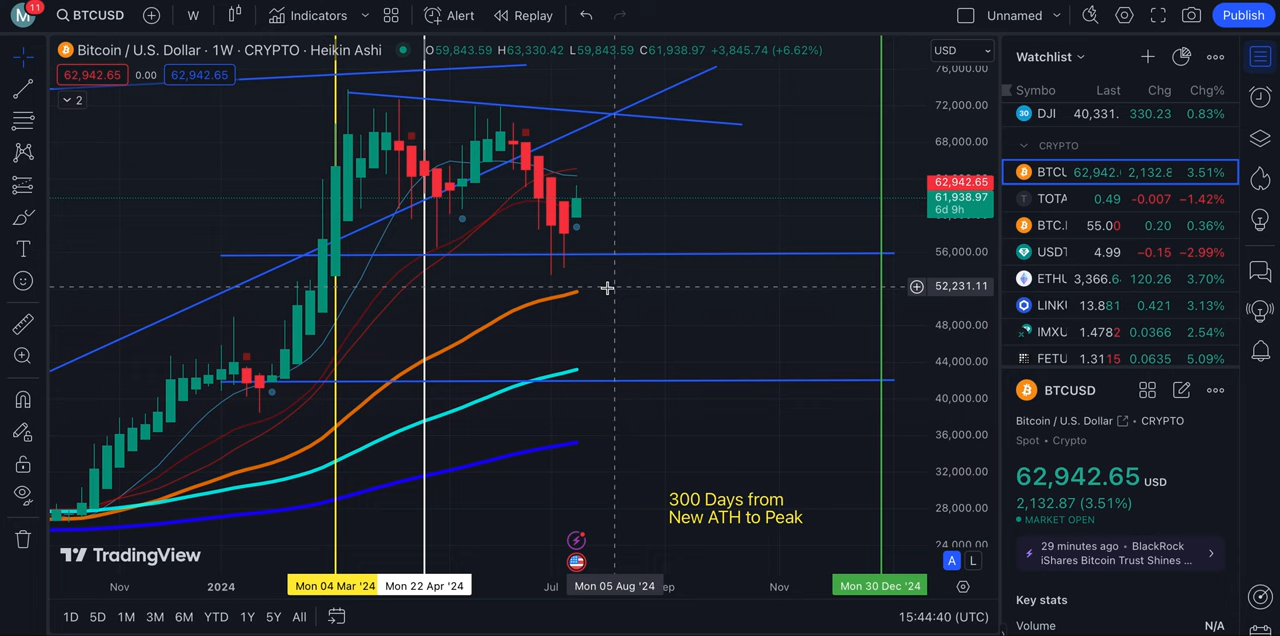 M 11 BTCUSD W Indicators Alert Replay Unnamed Publish
Bitcoin / U.S. Dollar · 1W · CRYPTO · Heikin Ashi O59,843.59 H63,330.42 L59,843.59 C61,938.97 +3,845.74 (+6.62%)
USD
62,942.65 0.00 62,942.65
2
76,000.00
72,000.00
68,000.00
62,942.65
61,938.97
6d 9h
56,000.00
52,231.11
48,000.00
44,000.00
40,000.00
36,000.00
32,000.00
28,000.00
24,000.00
300 Days from
New ATH to Peak
TradingView
A L
Nov 2024 Mon 04 Mar '24 Mon 22 Apr '24 Jul Mon 05 Aug '24 ep Nov Mon 30 Dec '24
1D 5D 1M 3M 6M YTD 1Y 5Y All 15:44:40 (UTC)
Watchlist
Symbo Last Chg Chg%
30 DJI 40,331. 330.23 0.83%
CRYPTO
BTCU 62,942. 2,132.8 3.51%
TOTA 0.49 -0.007 −1.42%
BTC.I 55.00 0.20 0.36%
USDT 4.99 -0.15 −2.99%
ETHU 3,366.6 120.26 3.70%
LINKU 13.881 0.421 3.13%
IMXU 1.4782 0.0366 2.54%
FETU 1.3115 0.0635 5.09%
BTCUSD
Bitcoin / U.S. Dollar • CRYPTO
Spot • Crypto
62,942.65 USD
2,132.87 (3.51%)
MARKET OPEN
29 minutes ago • BlackRock
iShares Bitcoin Trust Shines ...
Key stats
Volume N/A